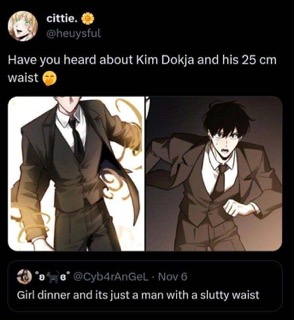 cittie. 🌼
@heuysful
Have you heard about Kim Dokja and his 25 cm
waist 🤭
@Cyb4rAnGeL · Nov 6
Girl dinner and its just a man with a slutty waist